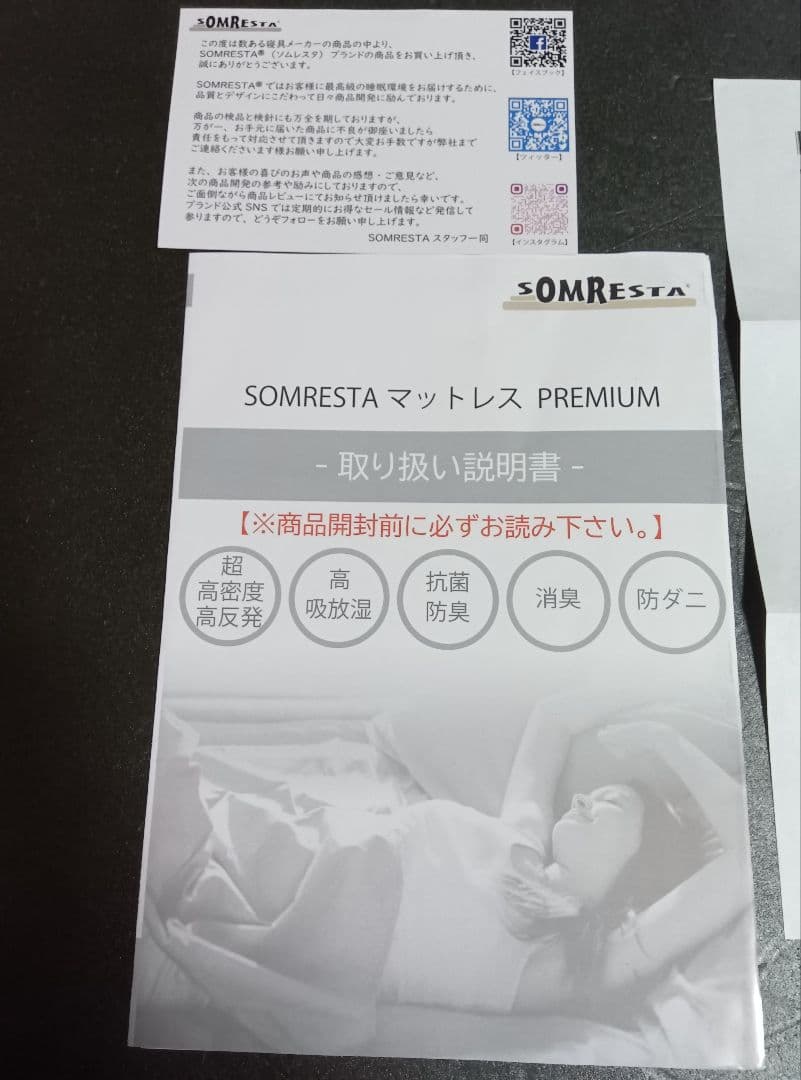 SOMRESTA
この度は数ある寝具メーカーの商品の中より、
SOMRESTA®（ソムレスタ）ブランドの商品をお買い上げ頂き、
誠にありがとうございます。
SOMRESTA®ではお客様に最高級の睡眠環境をお届けするために、
品質とデザインにこだわって日々商品開発に励んでおります。
商品の検品と検針にも万全を期しておりますが、
万が一、お手元に届いた商品に不良が御座いましたら
責任をもって対応させて頂きますので大変お手数ですが弊社まで
ご連絡くださいます様お願い申し上げます。
また、お客様の喜びのお声や商品の感想・ご意見など、
次の商品開発の参考や励みにしておりますので、
ご面倒ながら商品レビューにてお知らせ頂けましたら幸いです。
ブランド公式SNSでは定期的にお得なセール情報など発信して
参りますので、どうぞフォローをお願い申し上げます。
SOMRESTAスタッフ一同
【フェイスブック】
【ツィッター】
【インスタグラム】
SOMRESTA®
SOMRESTA マットレス PREMIUM
- 取り扱い説明書 -
【※商品開封前に必ずお読み下さい。】
超
高密度
高反発
高
吸放湿
抗菌
防臭
消臭
防ダニ